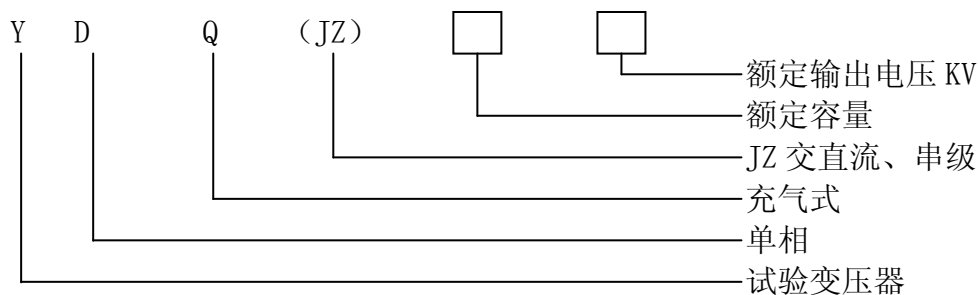 Y D Q (JZ) □ □
额定输出电压 KV
额定容量
JZ 交直流、串级
充气式
单相
试验变压器